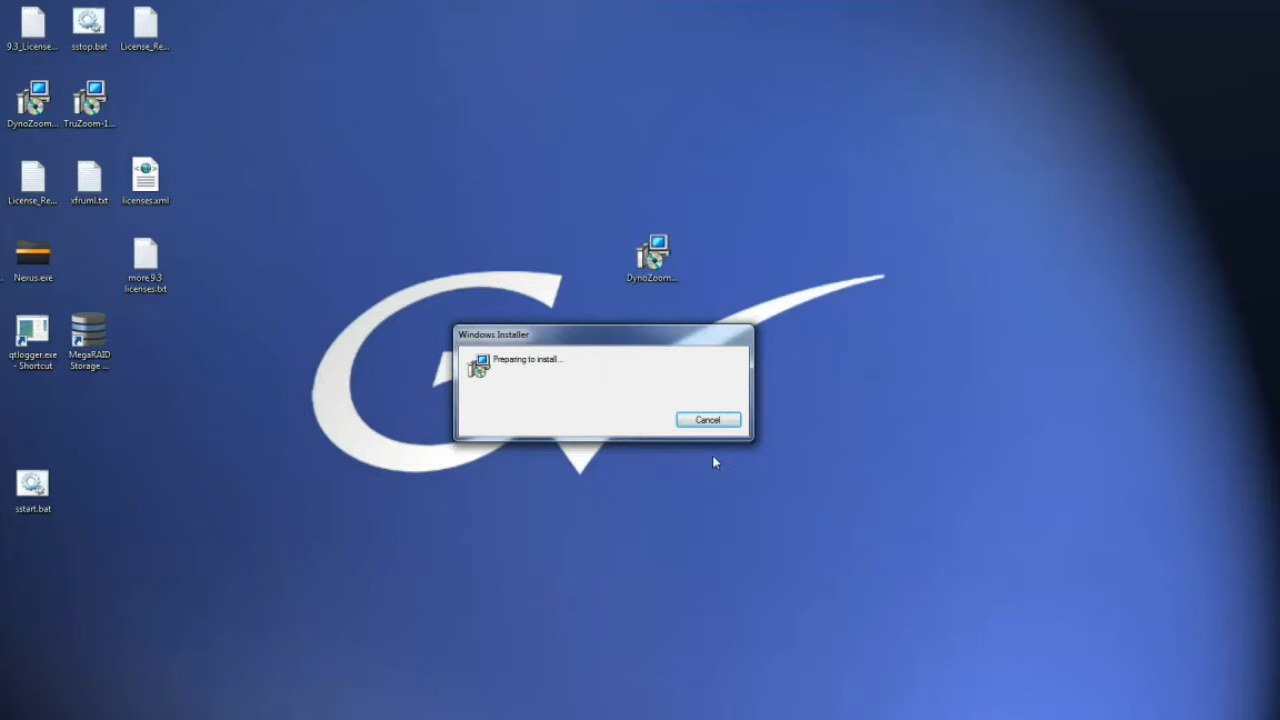 9.3_License...
sstop.bat
License_Re...
DynoZoom...
TruZoom-1...
License_Re...
xfruml.txt
licenses.xml
Nexus.exe
more 9.3
licenses.txt
qtlogger.exe
- Shortcut
MegaRAID
Storage ...
sstart.bat
DynoZoom...
Windows Installer
Preparing to install...
Cancel